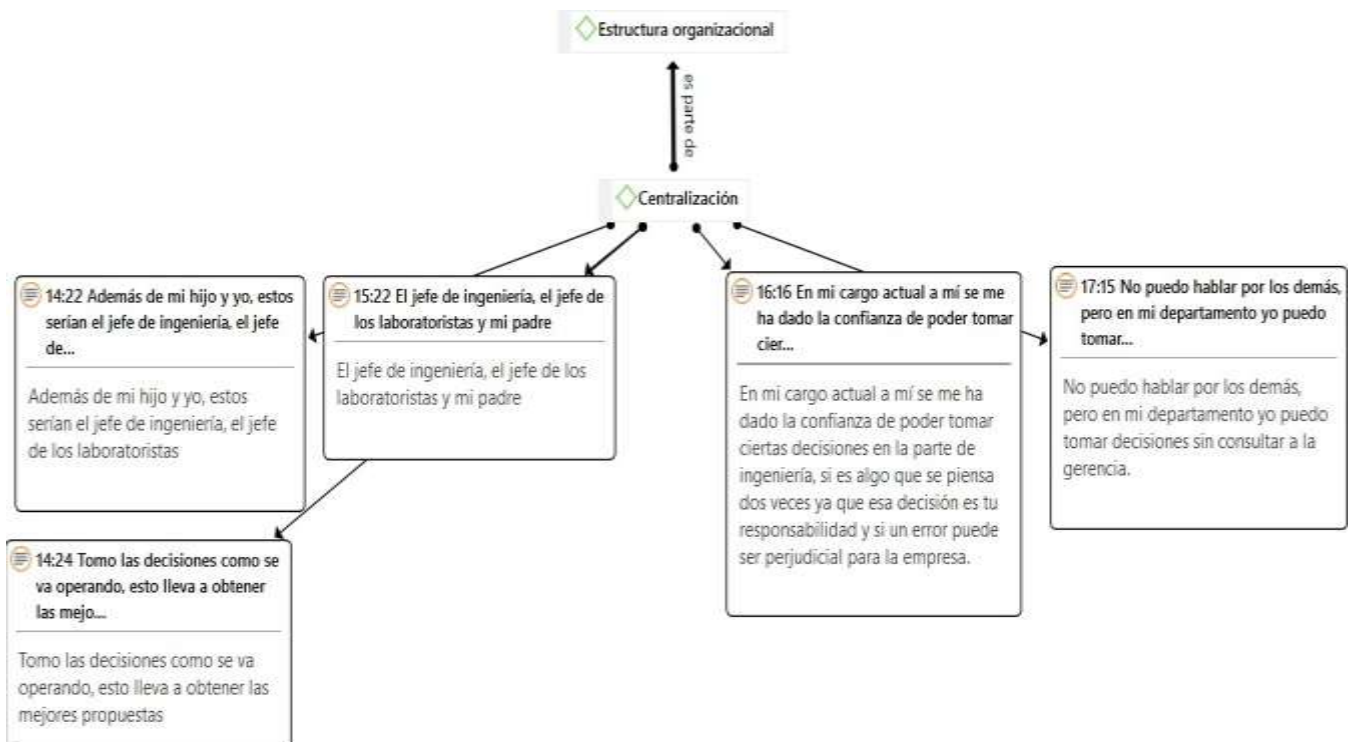 Estructura organizacional
es parte de
Centralización
14:22 Además de mi hijo y yo, estos
serían el jefe de ingeniería, el jefe
de...
Además de mi hijo y yo, estos
serían el jefe de ingeniería, el jefe
de los laboratoristas
15:22 El jefe de ingeniería, el jefe de
los laboratoristas y mi padre
El jefe de ingeniería, el jefe de los
laboratoristas y mi padre
16:16 En mi cargo actual a mí se me
ha dado la confianza de poder tomar
cier...
En mi cargo actual a mí se me ha
dado la confianza de poder tomar
ciertas decisiones en la parte de
ingeniería, si es algo que se piensa
dos veces ya que esa decisión es tu
responsabilidad y si un error puede
ser perjudicial para la empresa.
17:15 No puedo hablar por los demás,
pero en mi departamento yo puedo
tomar...
No puedo hablar por los demás,
pero en mi departamento yo puedo
tomar decisiones sin consultar a la
gerencia.
14:24 Tomo las decisiones como se
va operando, esto lleva a obtener
las mejo...
Tomo las decisiones como se va
operando, esto lleva a obtener las
mejores propuestas